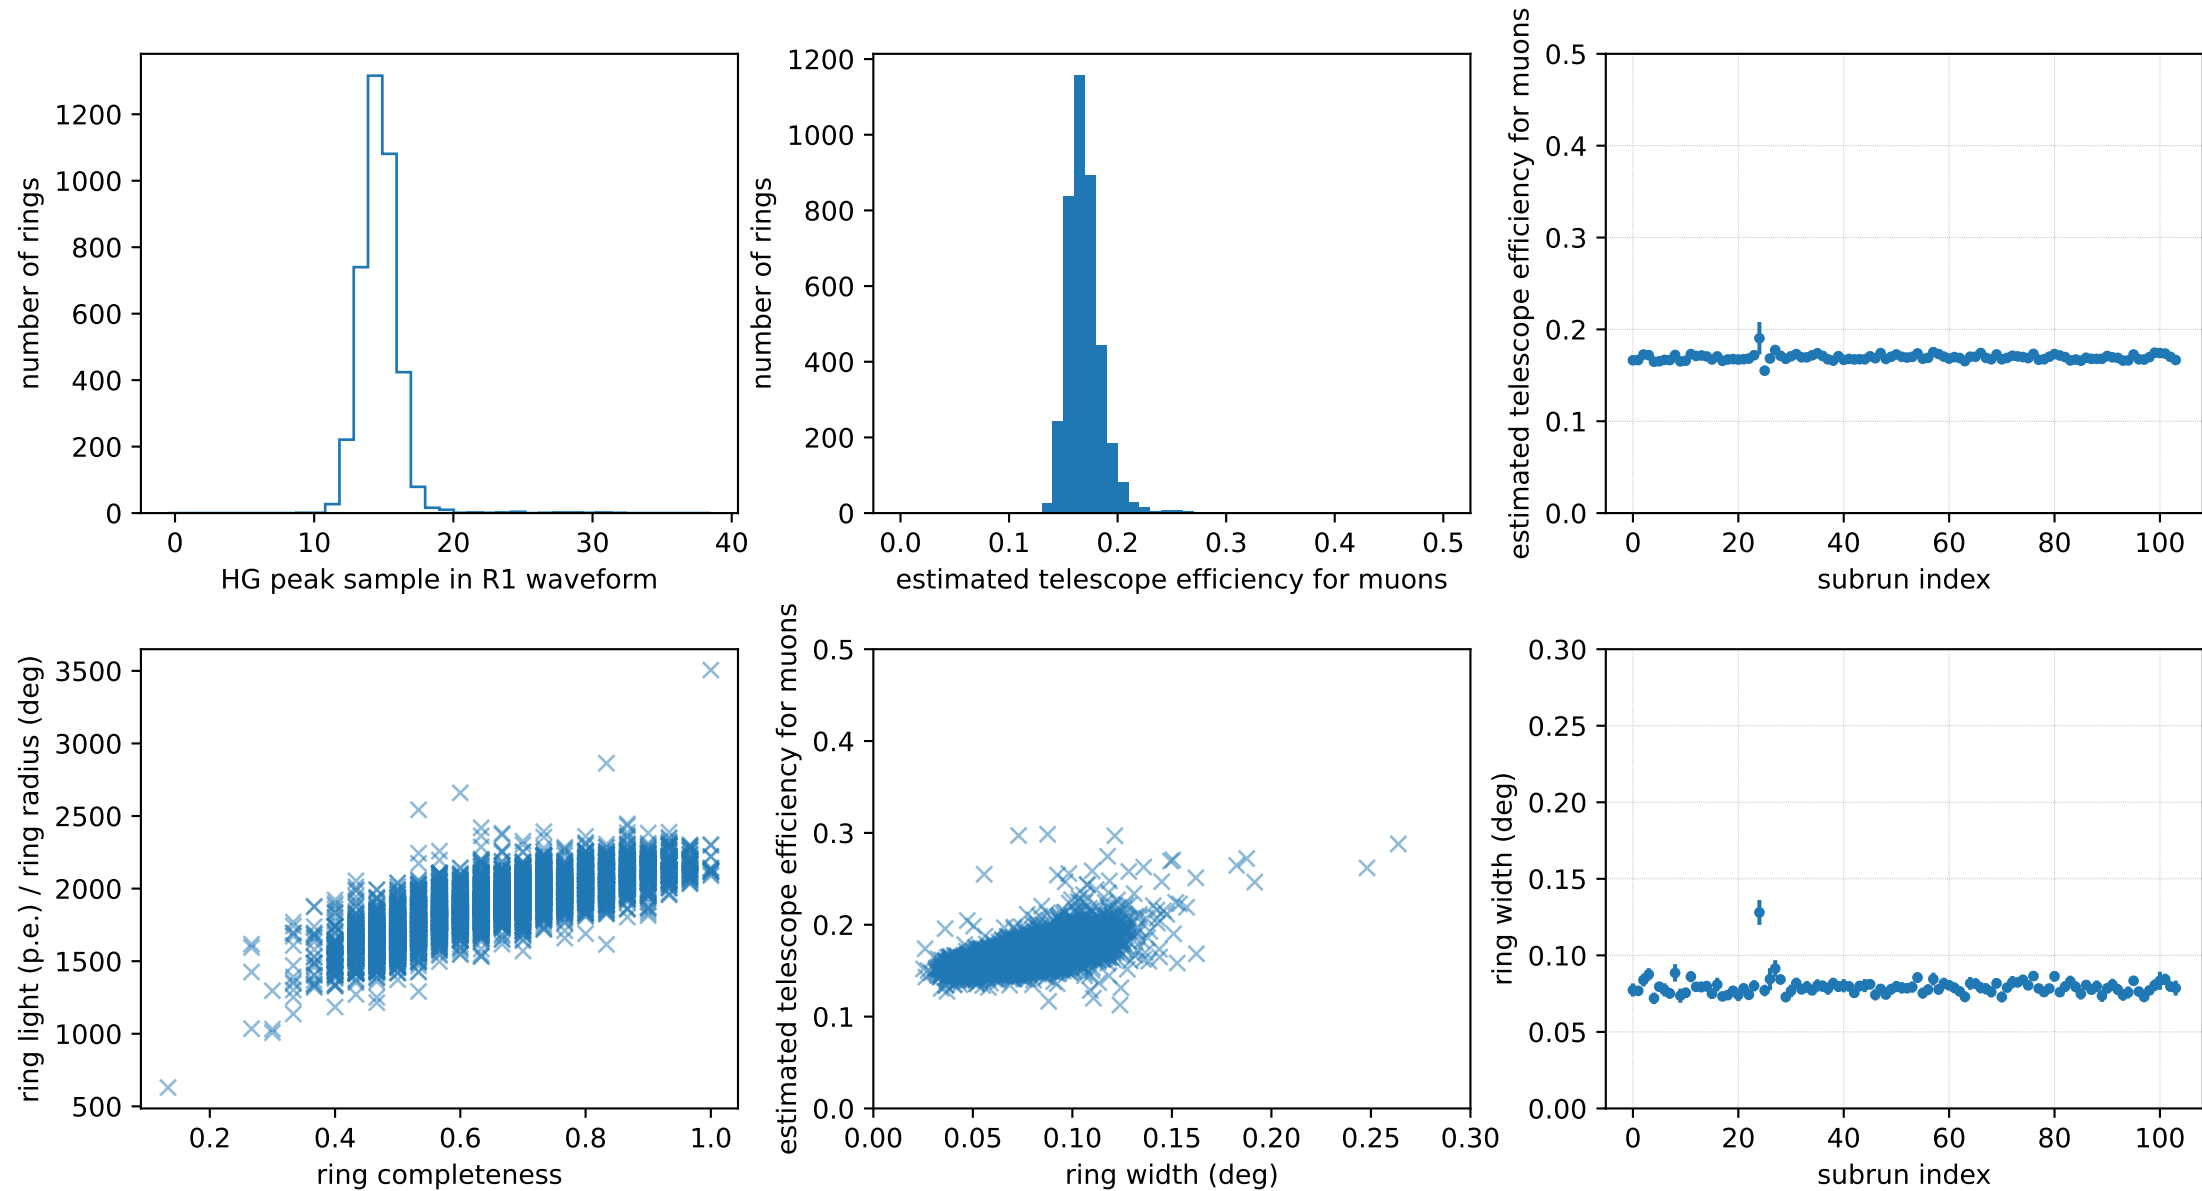 number of rings
1200
1000
800
600
400
200
0
0 10 20 30 40
HG peak sample in R1 waveform
number of rings
1200
1000
800
600
400
200
0
0.0 0.1 0.2 0.3 0.4 0.5
estimated telescope efficiency for muons
estimated telescope efficiency for muons
0.5
0.4
0.3
0.2
0.1
0.0
0 20 40 60 80 100
subrun index
ring light (p.e.) / ring radius (deg)
3500
3000
2500
2000
1500
1000
500
0.2 0.4 0.6 0.8 1.0
ring completeness
estimated telescope efficiency for muons
0.5
0.4
0.3
0.2
0.1
0.0
0.00 0.05 0.10 0.15 0.20 0.25 0.30
ring width (deg)
ring width (deg)
0.30
0.25
0.20
0.15
0.10
0.05
0.00
0 20 40 60 80 100
subrun index